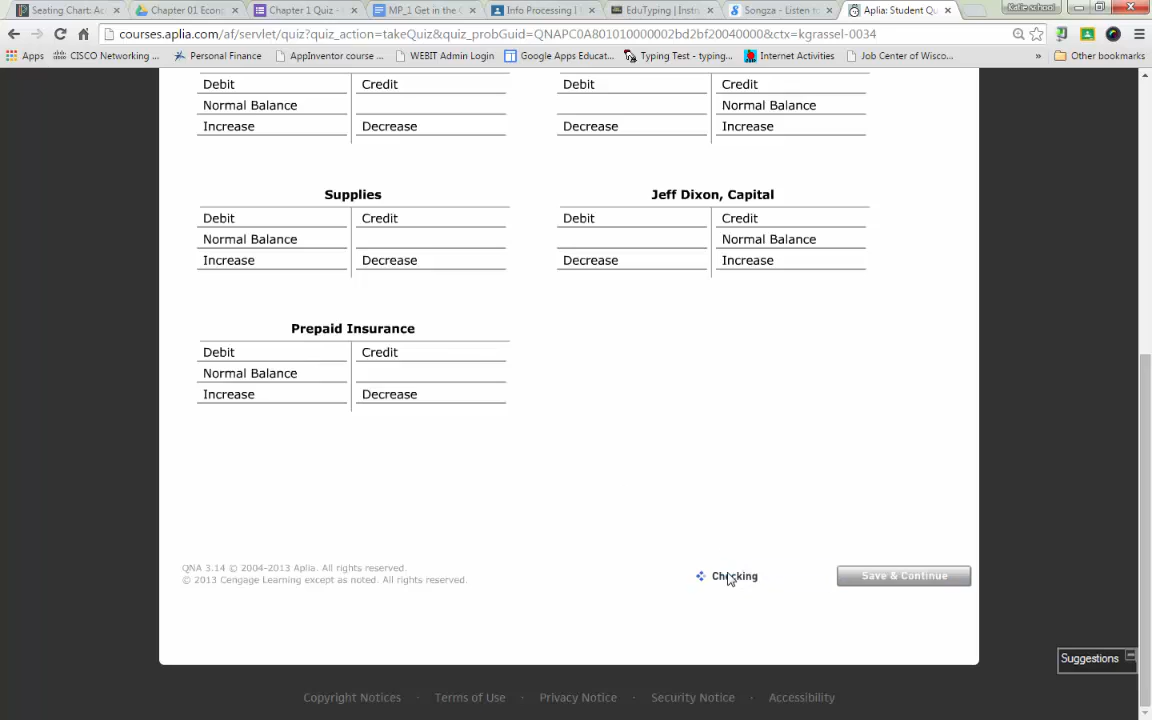 Seating Chart: Ac
Chapter 01 Econ
Chapter 1 Quiz -
MP_1 Get in the
Info Processing I
EduTyping | Instr
Songza - Listen to
Aplia: Student Qu
Katie.school
courses.aplia.com/af/servlet/quiz?quiz_action=takeQuiz&quiz_probGuid=QNAPC0A801010000002bd2bf20040000&ctx=kgrassel-0034
Apps
CISCO Networking ...
Personal Finance
AppInventor course ...
WEBIT Admin Login
Google Apps Educat...
Typing Test - typing...
Internet Activities
Job Center of Wisco...
»
Other bookmarks
Debit Credit
Normal Balance
Increase Decrease
Debit Credit
Normal Balance
Decrease Increase
Supplies
Debit Credit
Normal Balance
Increase Decrease
Jeff Dixon, Capital
Debit Credit
Normal Balance
Decrease Increase
Prepaid Insurance
Debit Credit
Normal Balance
Increase Decrease
QNA 3.14 © 2004-2013 Aplia. All rights reserved.
© 2013 Cengage Learning except as noted. All rights reserved.
Checking
Save & Continue
Suggestions
Copyright Notices · Terms of Use · Privacy Notice · Security Notice · Accessibility